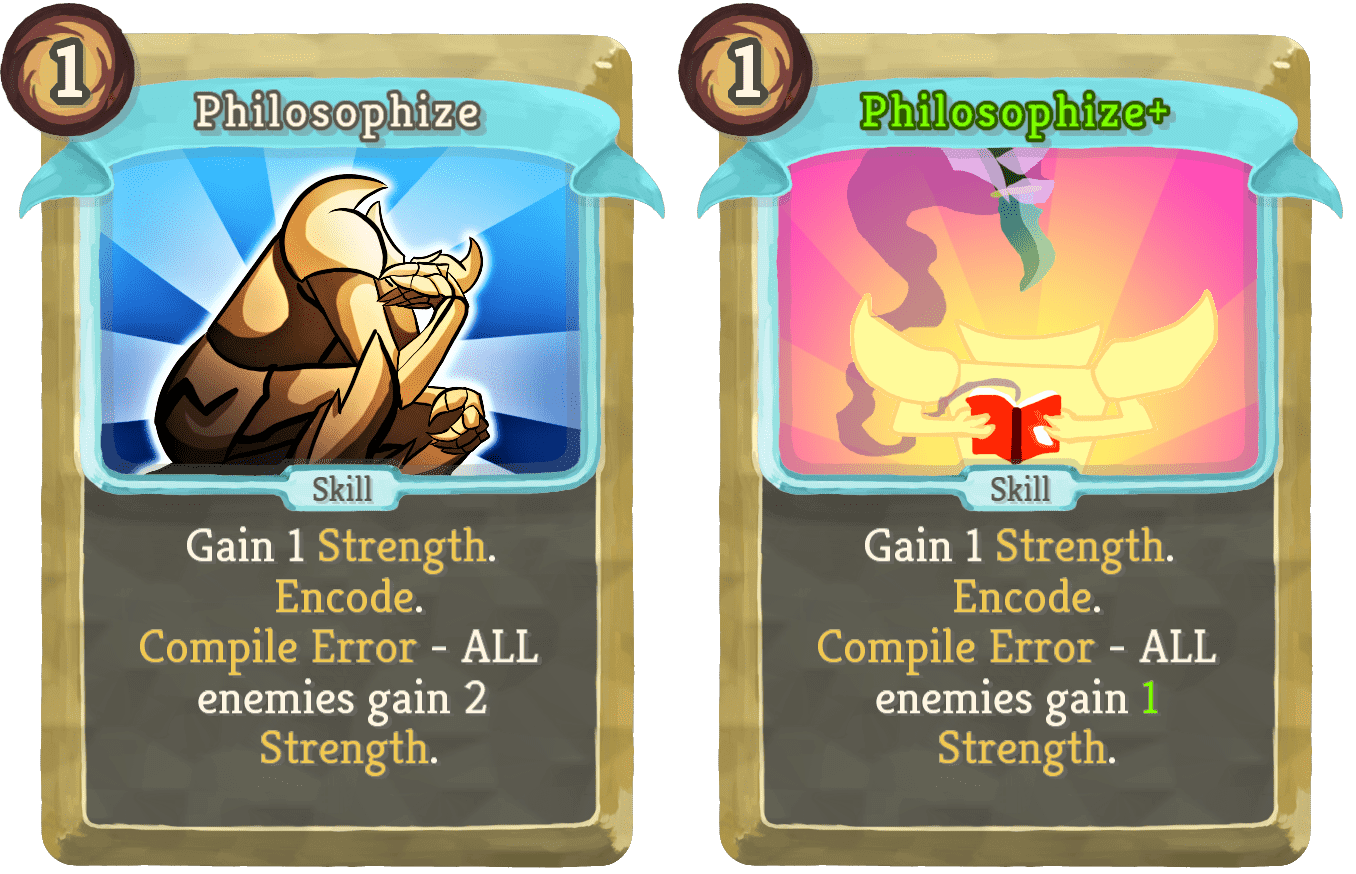 1
Philosophize
Skill
Gain 1 Strength.
Encode.
Compile Error - ALL
enemies gain 2
Strength.
1
Philosophize+
Skill
Gain 1 Strength.
Encode.
Compile Error - ALL
enemies gain 1
Strength.